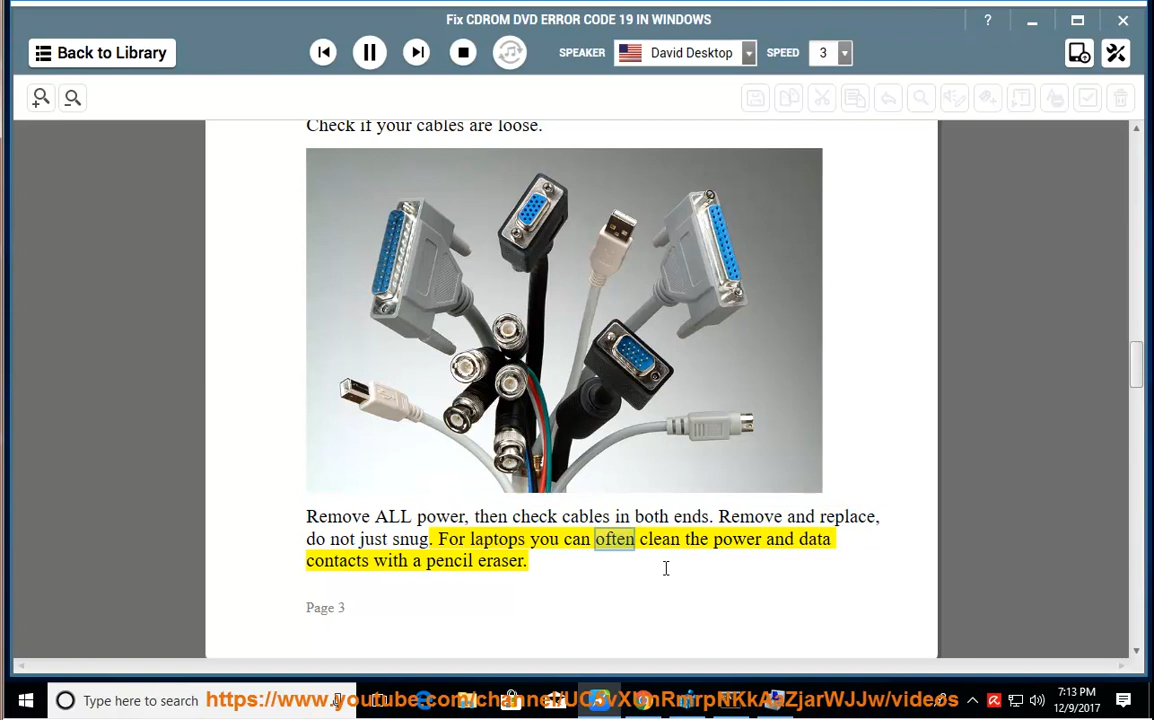 Fix CDROM DVD ERROR CODE 19 IN WINDOWS
Back to Library
SPEAKER
David Desktop
SPEED
3
Check if your cables are loose.
Remove ALL power, then check cables in both ends. Remove and replace,
do not just snug. For laptops you can often clean the power and data
contacts with a pencil eraser.
Page 3
Type here to search
7:13 PM
12/9/2017